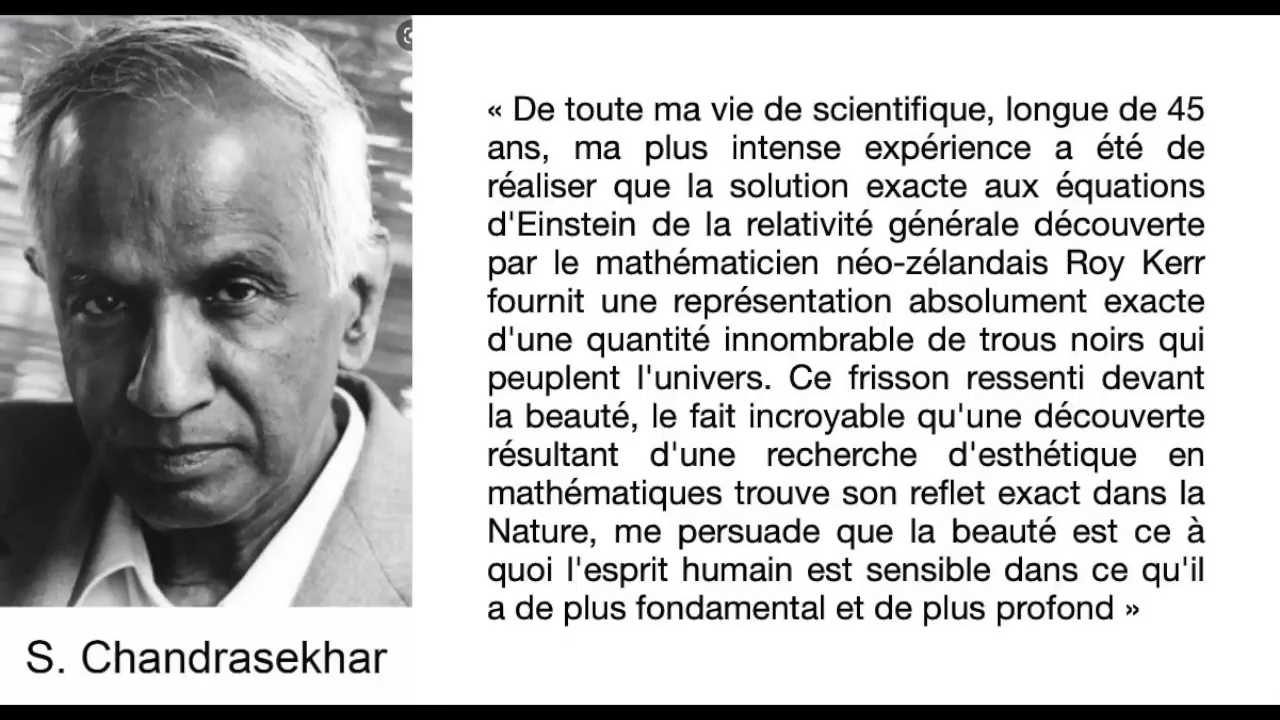 « De toute ma vie de scientifique, longue de 45
ans, ma plus intense expérience a été de
réaliser que la solution exacte aux équations
d'Einstein de la relativité générale découverte
par le mathématicien néo-zélandais Roy Kerr
fournit une représentation absolument exacte
d'une quantité innombrable de trous noirs qui
peuplent l'univers. Ce frisson ressenti devant
la beauté, le fait incroyable qu'une découverte
résultant d'une recherche d'esthétique en
mathématiques trouve son reflet exact dans la
Nature, me persuade que la beauté est ce à
quoi l'esprit humain est sensible dans ce qu'il
a de plus fondamental et de plus profond »
S. Chandrasekhar